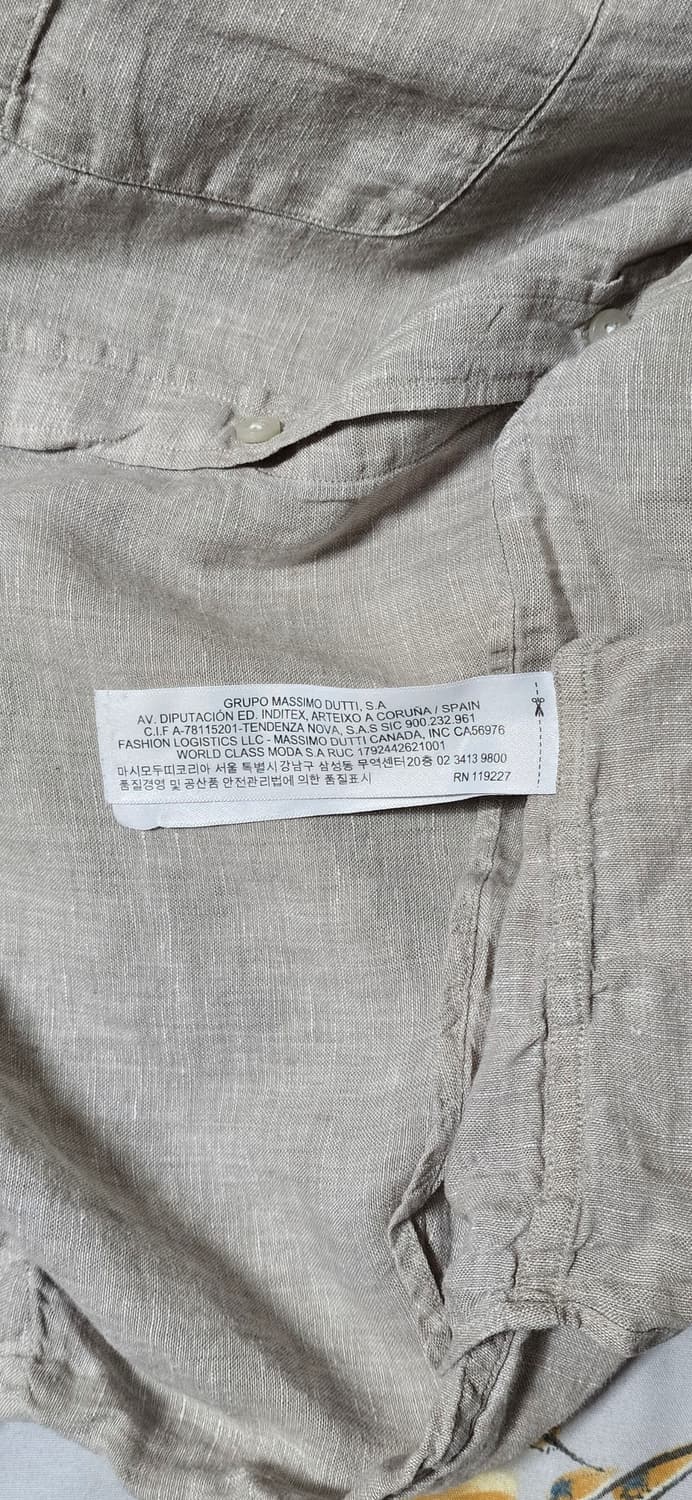 GRUPO MASSIMO DUTTI, S.A
AV. DIPUTACIÓN ED. INDITEX, ARTEIXO A CORUÑA / SPAIN
C.I.F A-78115201-TENDENZA NOVA, S.A.S SIC 900.232.961
FASHION LOGISTICS LLC - MASSIMO DUTTI CANADA, INC CA56976
WORLD CLASS MODA S.A RUC 1792442621001
마시모두띠코리아 서울 특별시강남구 삼성동 무역센터20층 02 3413 9800
품질경영 및 공산품 안전관리법에 의한 품질표시 RN 119227